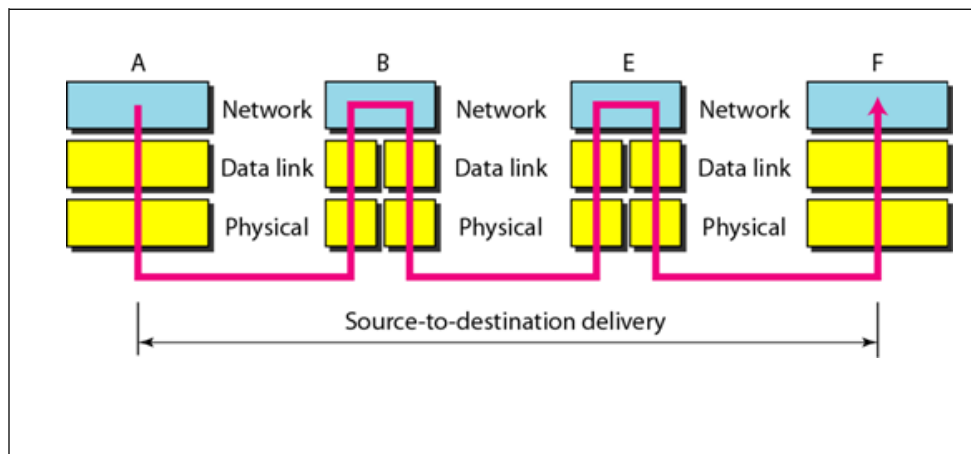 A B E F
Network Network Network
Data link Data link Data link
Physical Physical Physical
Source-to-destination delivery